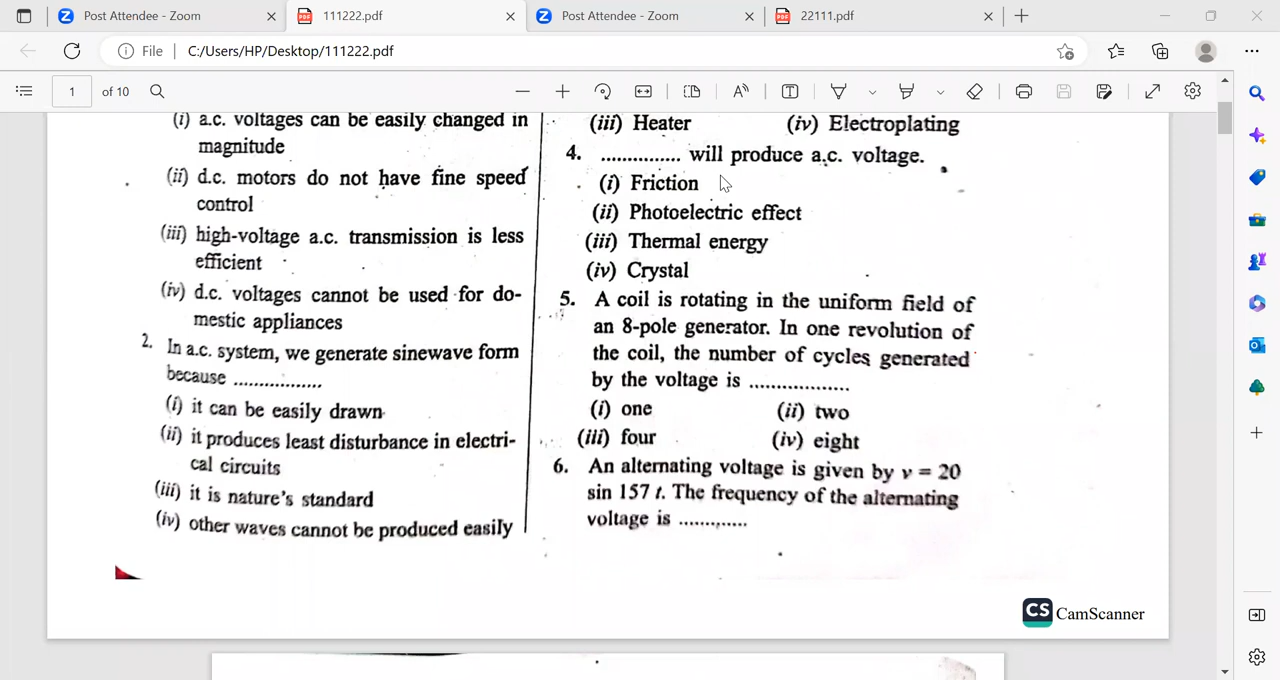 Post Attendee - Zoom
111222.pdf
Post Attendee - Zoom
22111.pdf
File
C:/Users/HP/Desktop/111222.pdf
1 of 10
(i) a.c. voltages can be easily changed in
magnitude
(ii) d.c. motors do not have fine speed
control
(iii) high-voltage a.c. transmission is less
efficient
(iv) d.c. voltages cannot be used for do-
mestic appliances
2. In a.c. system, we generate sinewave form
because ..................
(i) it can be easily drawn
(ii) it produces least disturbance in electri-
cal circuits
(iii) it is nature's standard
(iv) other waves cannot be produced easily
(iii) Heater (iv) Electroplating
4. ............... will produce a.c. voltage.
(i) Friction
(ii) Photoelectric effect
(iii) Thermal energy
(iv) Crystal
5. A coil is rotating in the uniform field of
an 8-pole generator. In one revolution of
the coil, the number of cycles generated
by the voltage is ..................
(i) one (ii) two
(iii) four (iv) eight
6. An alternating voltage is given by v = 20
sin 157 t. The frequency of the alternating
voltage is ..............
CS CamScanner